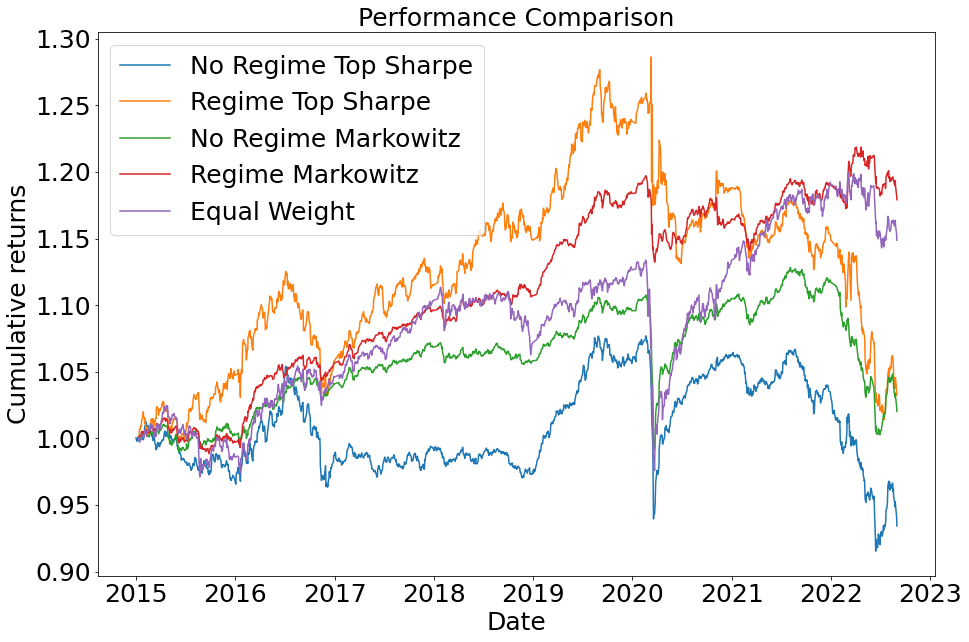 Performance Comparison
1.30
1.25
1.20
1.15
1.10
1.05
1.00
0.95
0.90
Cumulative returns
No Regime Top Sharpe
Regime Top Sharpe
No Regime Markowitz
Regime Markowitz
Equal Weight
2015 2016 2017 2018 2019 2020 2021 2022 2023
Date